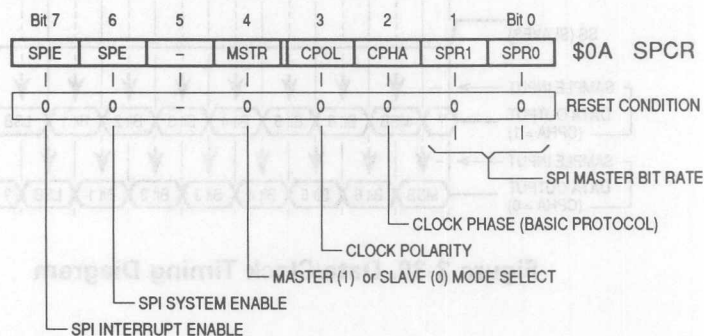 Bit 7 6 5 4 3 2 1 Bit 0
SPIE SPE – MSTR CPOL CPHA SPR1 SPR0 $0A SPCR
0 0 – 0 0 0 0 0 RESET CONDITION
SPI MASTER BIT RATE
CLOCK PHASE (BASIC PROTOCOL)
CLOCK POLARITY
MASTER (1) or SLAVE (0) MODE SELECT
SPI SYSTEM ENABLE
SPI INTERRUPT ENABLE